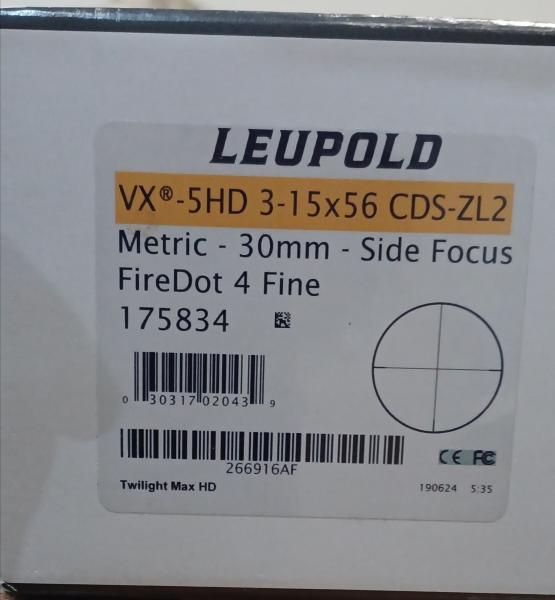 LEUPOLD
VX®-5HD 3-15x56 CDS-ZL2
Metric - 30mm - Side Focus
FireDot 4 Fine
175834
0 30317 02043 9
266916AF
CE FC
Twilight Max HD
190624 5:35